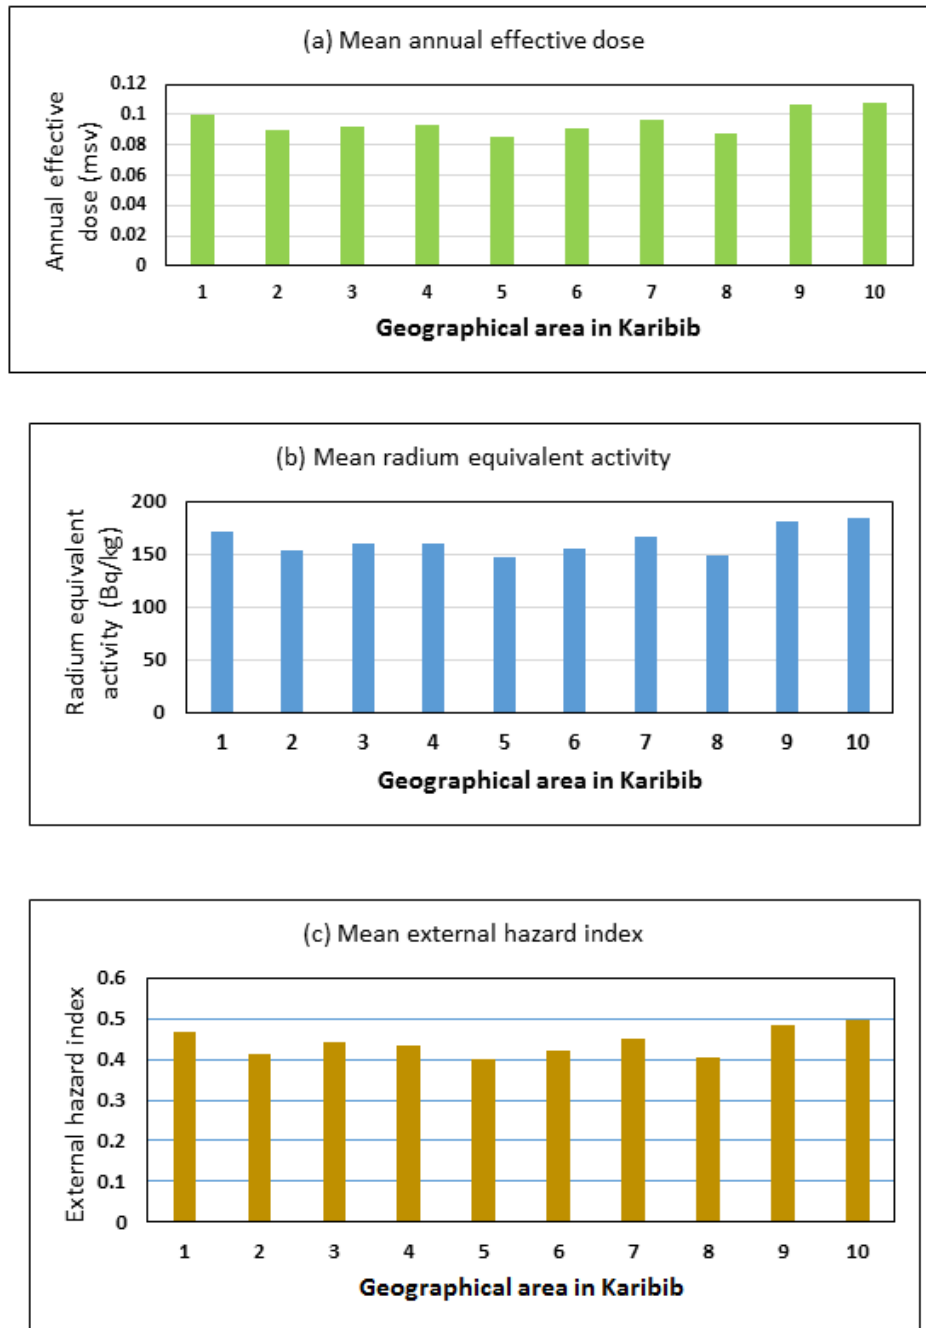 (a) Mean annual effective dose
Annual effective
dose (msv)
0.12
0.1
0.08
0.06
0.04
0.02
0
1 2 3 4 5 6 7 8 9 10
Geographical area in Karibib
(b) Mean radium equivalent activity
Radium equivalent
activity (Bq/kg)
200
150
100
50
0
1 2 3 4 5 6 7 8 9 10
Geographical area in Karibib
(c) Mean external hazard index
External hazard index
0.6
0.5
0.4
0.3
0.2
0.1
0
1 2 3 4 5 6 7 8 9 10
Geographical area in Karibib